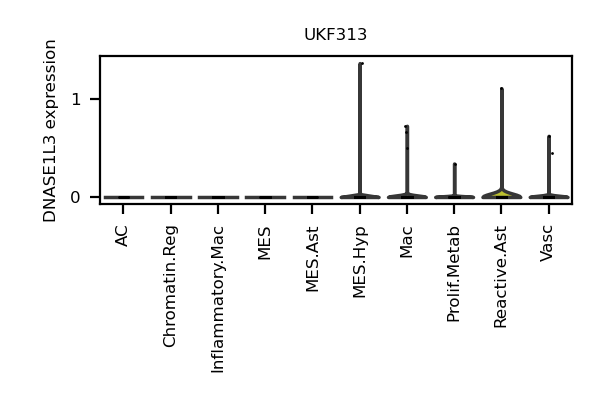 UKF313
DNASE1L3 expression
1
0
AC
Chromatin.Reg
Inflammatory.Mac
MES
MES.Ast
MES.Hyp
Mac
Prolif.Metab
Reactive.Ast
Vasc